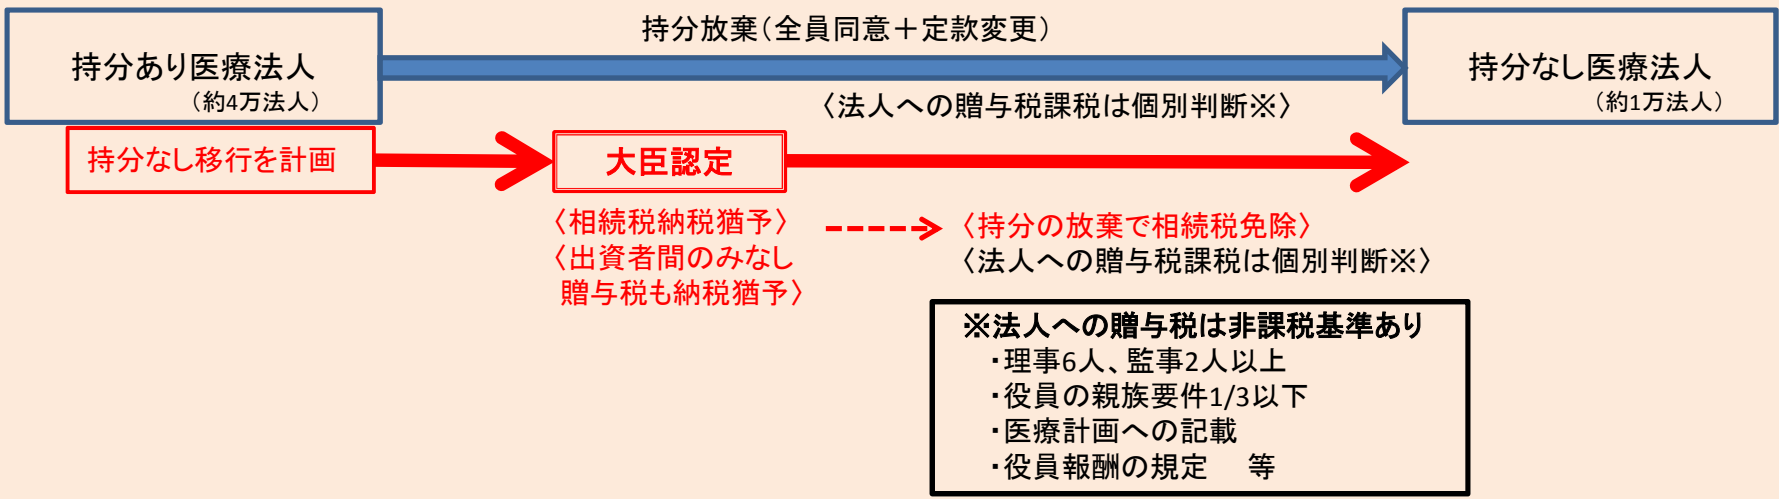 持分放棄(全員同意+定款変更)
持分あり医療法人
(約4万法人)
持分なし医療法人
(約1万法人)
〈法人への贈与税課税は個別判断※〉
持分なし移行を計画
大臣認定
〈相続税納税猶予〉
〈出資者間のみなし
贈与税も納税猶予〉
〈持分の放棄で相続税免除〉
〈法人への贈与税課税は個別判断※〉
※法人への贈与税は非課税基準あり
・理事6人、監事2人以上
・役員の親族要件1/3以下
・医療計画への記載
・役員報酬の規定 等